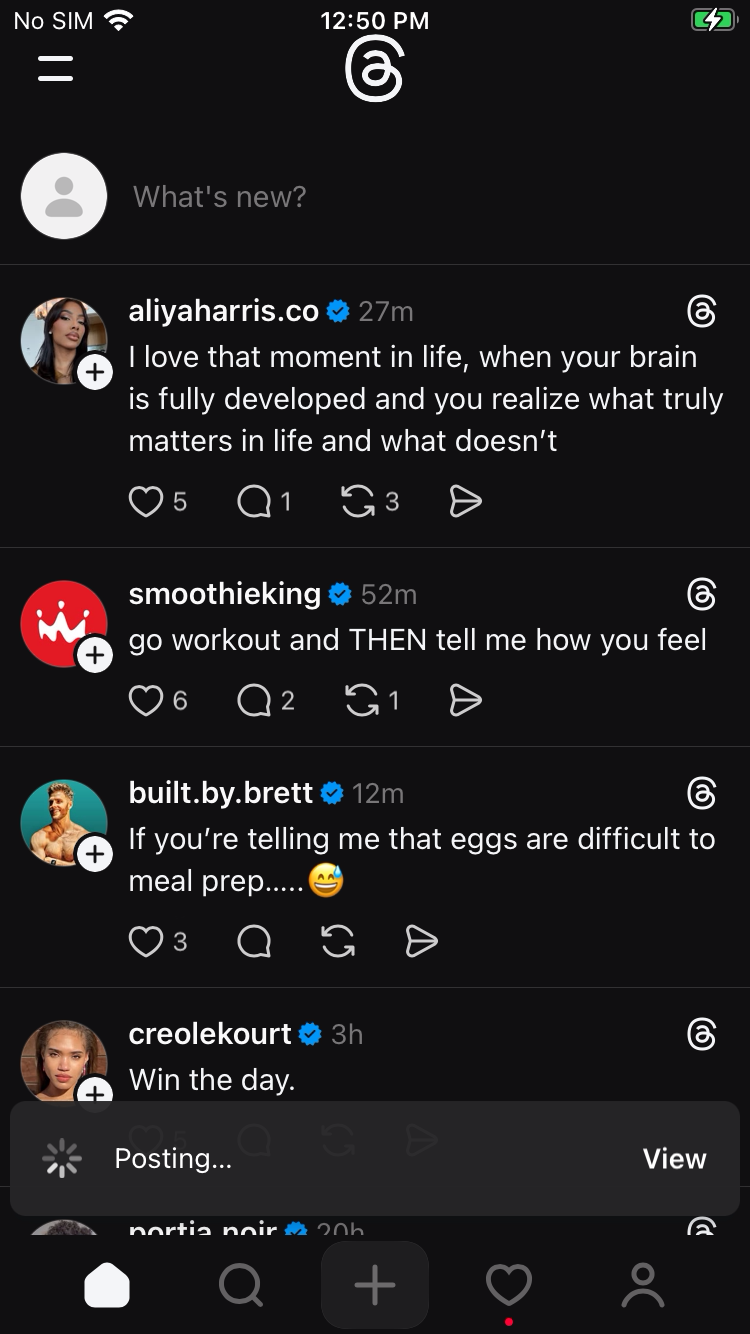 No SIM 12:50 PM
What's new?
aliyaharris.co 27m
I love that moment in life, when your brain
is fully developed and you realize what truly
matters in life and what doesn’t
5 1 3
smoothieking 52m
go workout and THEN tell me how you feel
6 2 1
built.by.brett 12m
If you’re telling me that eggs are difficult to
meal prep.....😅
3
creolekourt 3h
Win the day.
5
Posting... View
portia.noir 20h